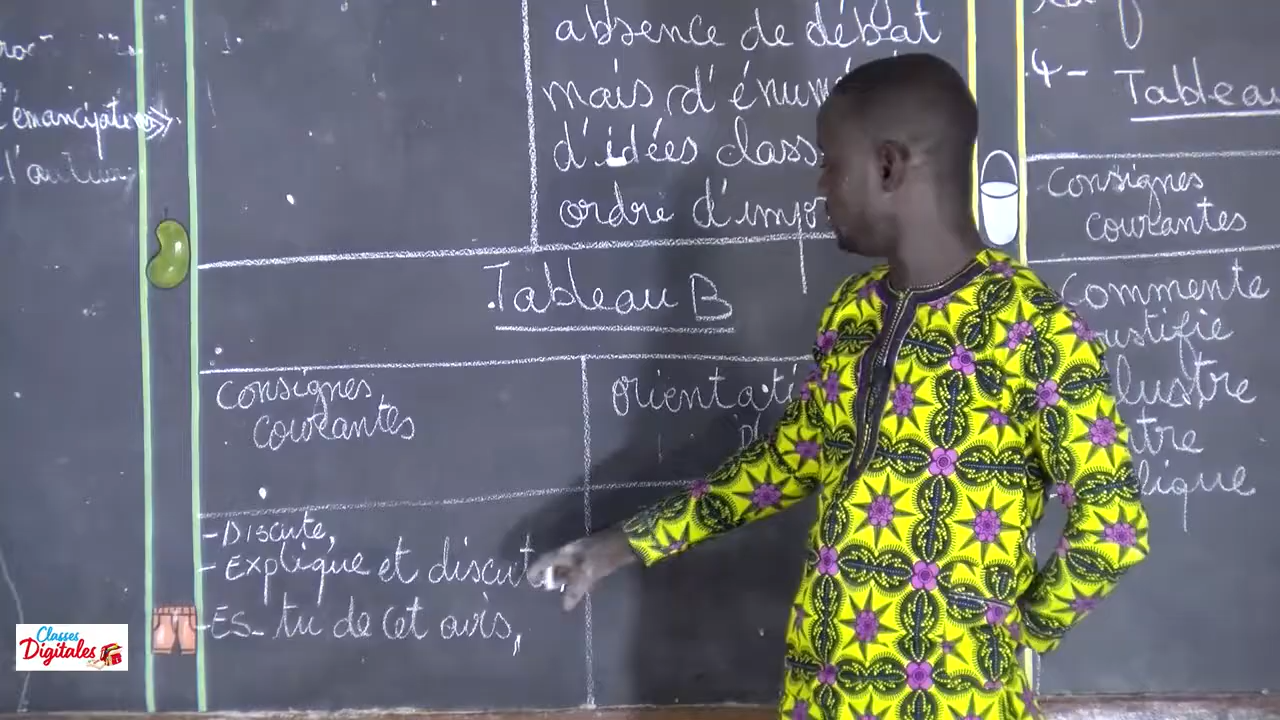 l'émancipation
absence de débat
mais d'énum
d'idées class
ordre d'impo
Tableau B
consignes
courantes
orientati
- Discute,
- Explique et discute
- Es-tu de cet avis,
4- Tableau
consignes
courantes
Commente
ustifie
lustre
tre
lique
Classes
Digitales